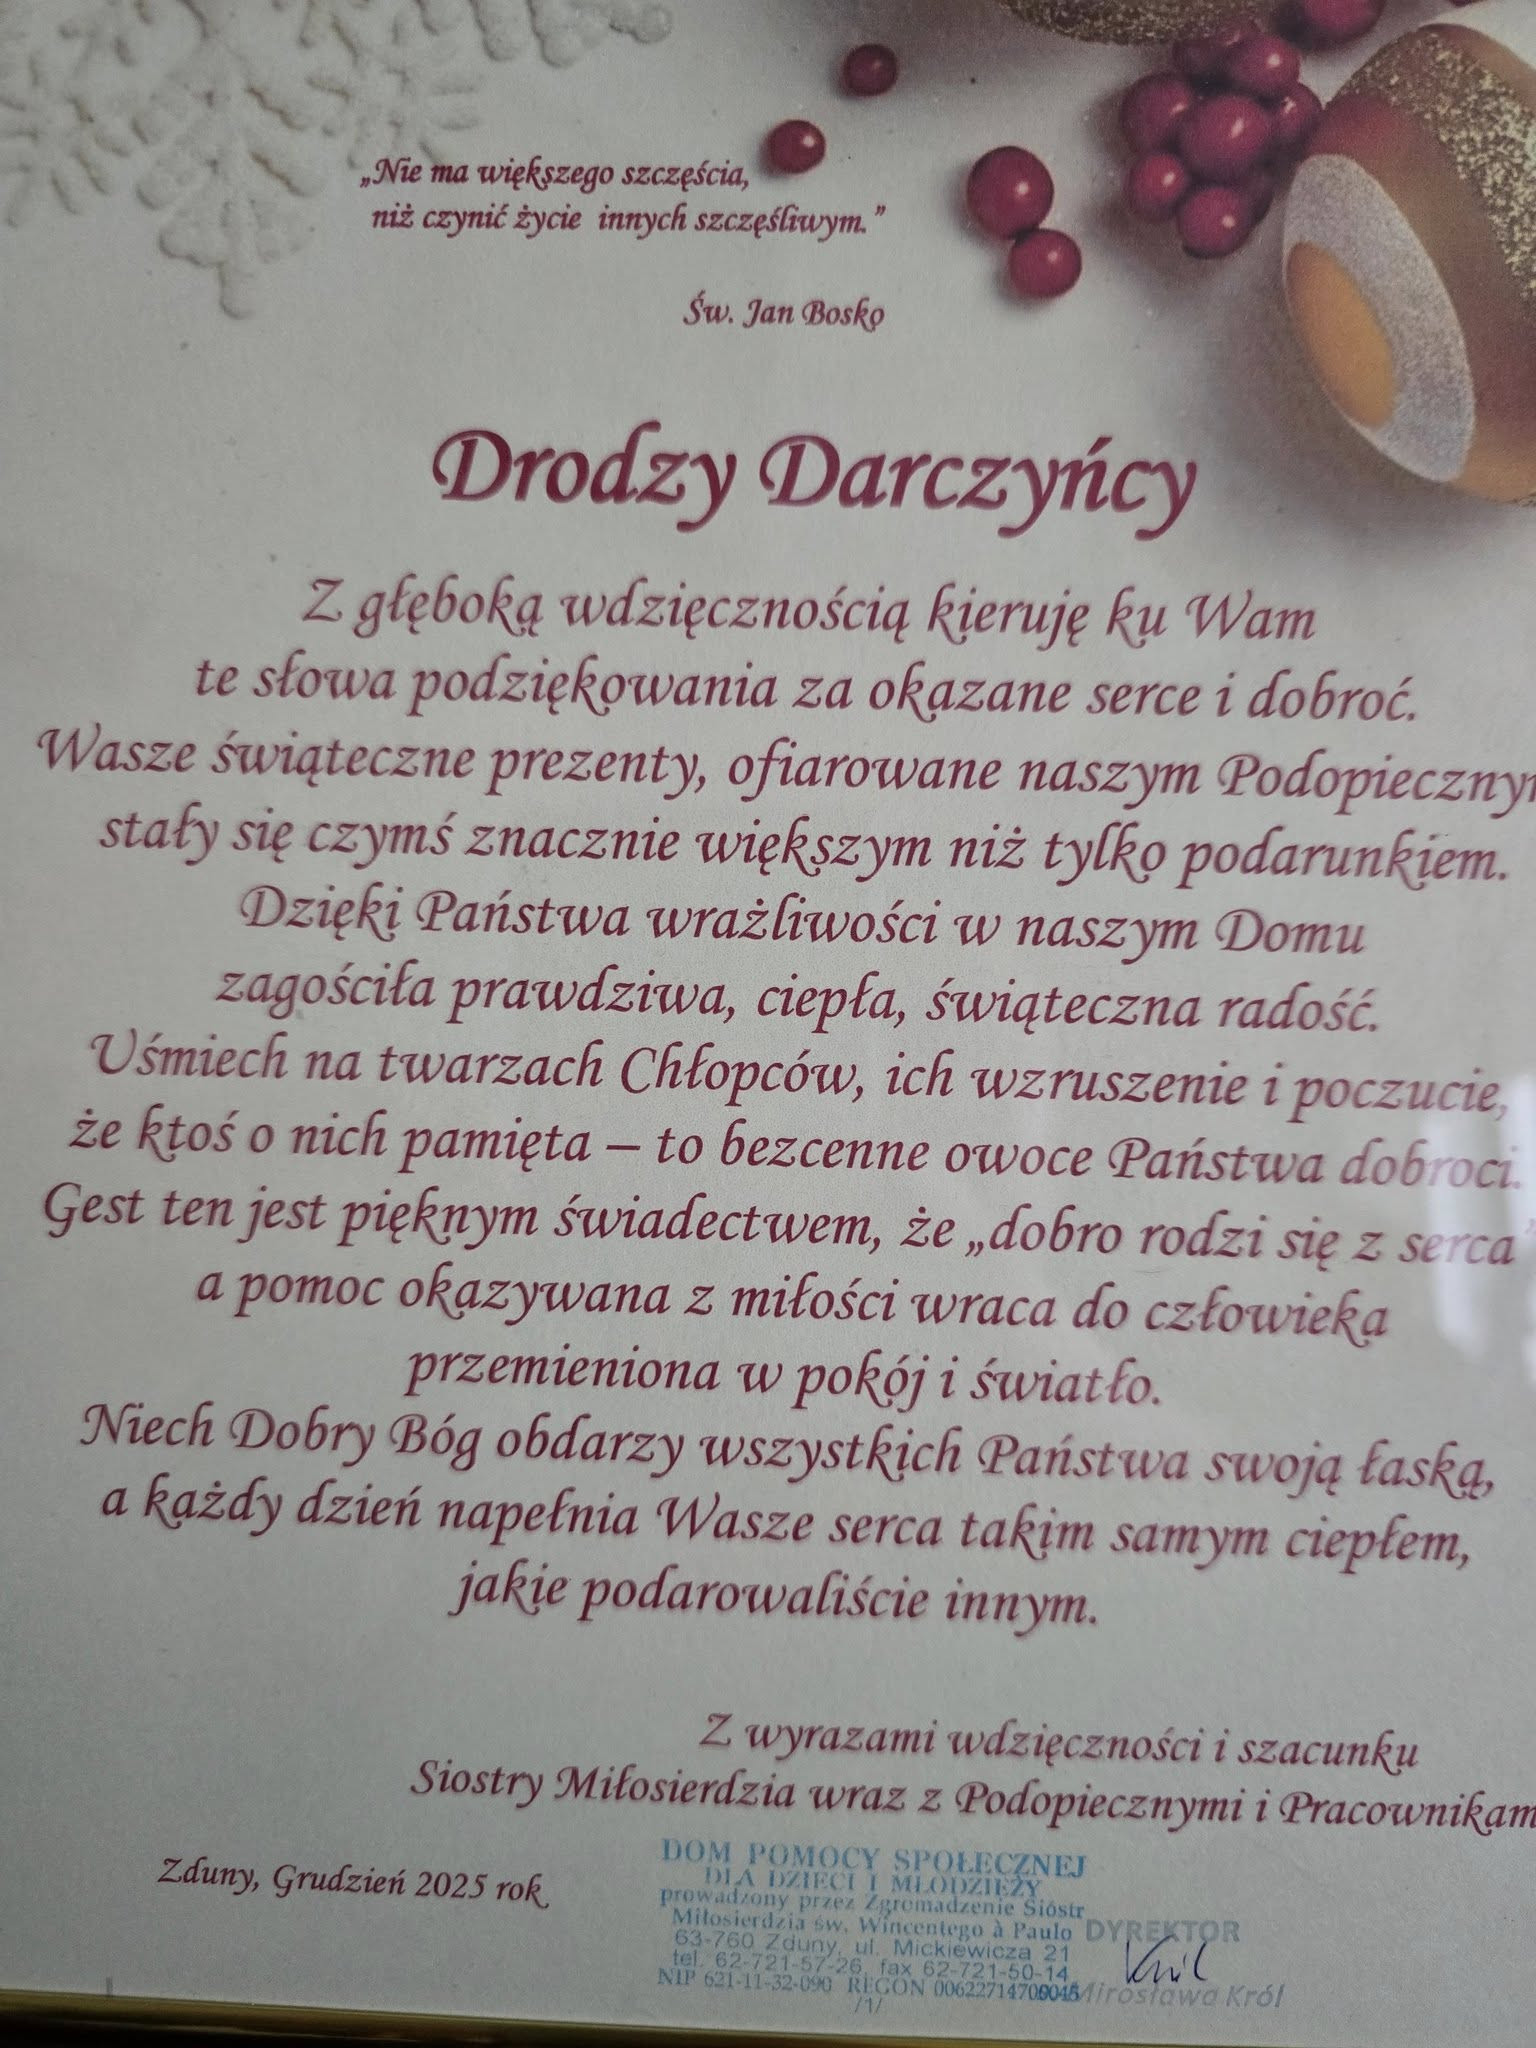 „Nie ma większego szczęścia,
niż czynić życie innych szczęśliwym.”
Św. Jan Bosko
Drodzy Darczyńcy
Z głęboką wdzięcznością kieruję ku Wam
te słowa podziękowania za okazane serce i dobroć.
Wasze świąteczne prezenty, ofiarowane naszym
stały się czymś znacznie większym niż tylko podarunkiem.
Dzięki Państwa wrażliwości w naszym Domu
zagościła prawdziwa, ciepła, świąteczna radość.
Uśmiech na twarzach Chłopców, ich wzruszenie i poczucie,
że ktoś o nich pamięta – to bezcenne owoce Państwa dobroci.
Gest ten jest pięknym świadectwem, że „dobro rodzi się z serca”
a pomoc okazywana z miłości wraca do człowieka
przemieniona w pokój i światło.
Niech Dobry Bóg obdarzy wszystkich Państwa swoją łaską,
a każdy dzień napełnia Wasze serca takim samym ciepłem,
jakie podarowaliście innym.
Z wyrazami wdzięczności i szacunku
Siostry Miłosierdzia wraz z Podopiecznymi i
Zduny, Grudzień 2025 rok
DOM POMOCY SPOŁECZNEJ
DLA DZIECI I MŁODZIEŻY
prowadzony przez Zgromadzenie Sióstr
Miłosierdzia św. Wincentego à Paulo
63-760 Zduny, ul. Mickiewicza 21
tel. 62-721-57-26, fax 62-721-50-14
NIP 621-11-32-090 REGON
/1/
DYREKTOR
Król
Mirosława Król